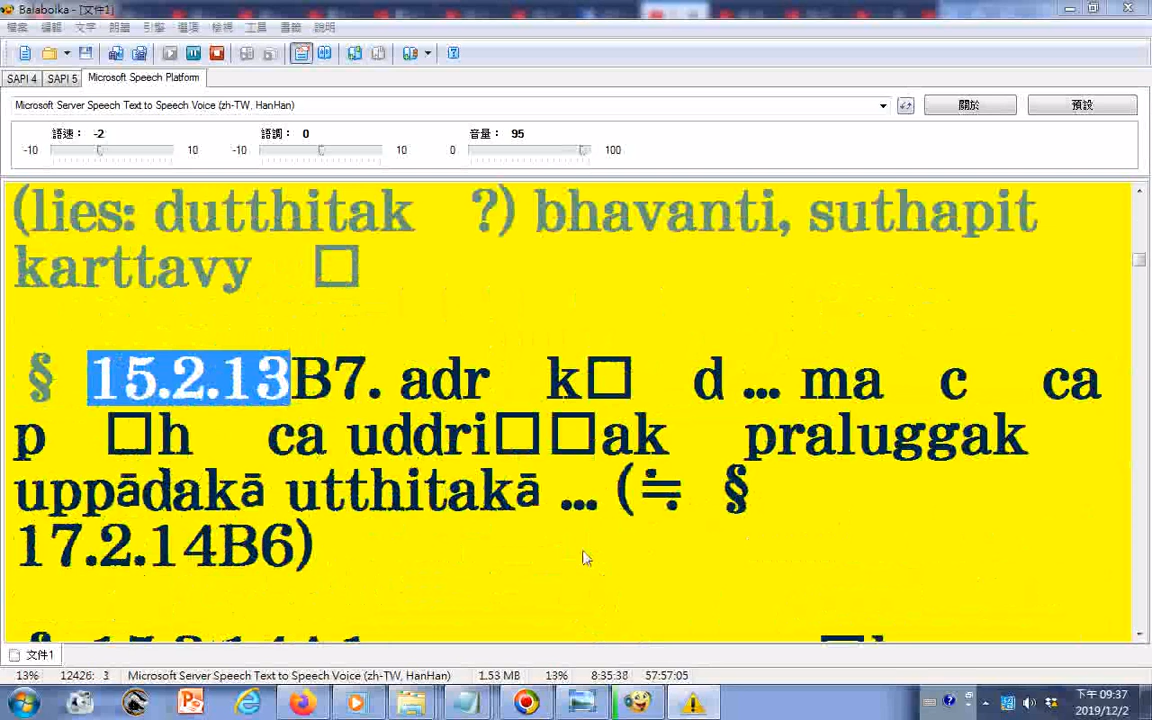 Balabolka - [文件1]
檔案 編輯 文字 朗讀 引擎 選項 檢視 工具 書籤 說明
SAPI 4 SAPI 5 Microsoft Speech Platform
Microsoft Server Speech Text to Speech Voice (zh-TW, HanHan) 關於 預設
語速： -2 語調： 0 音量： 95
-10 10 -10 10 0 100
(lies: dutthitak ?) bhavanti, suthapit
karttavy □
§ 15.2.13B7. adr k□ d ... ma c ca
p □h ca uddri□□ak praluggak
uppādakā utthitakā ... (≒ §
17.2.14B6)
文件1
13% 12426: 3 Microsoft Server Speech Text to Speech Voice (zh-TW, HanHan) 1.53 MB 13% 8:35:38 57:57:05
下午 09:37
2019/12/2